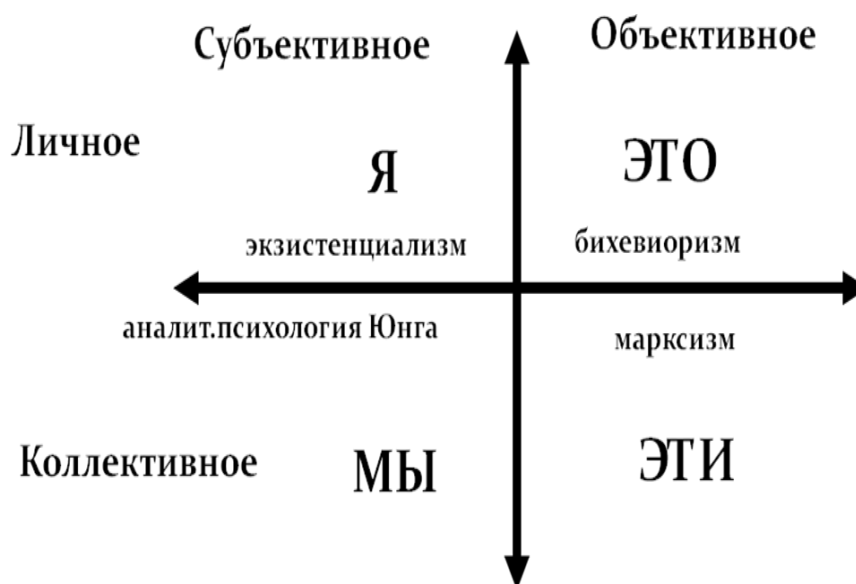 Субъективное
Объективное
Личное
Я
ЭТО
экзистенциализм
бихевиоризм
аналит.психология Юнга
марксизм
Коллективное
МЫ
ЭТИ